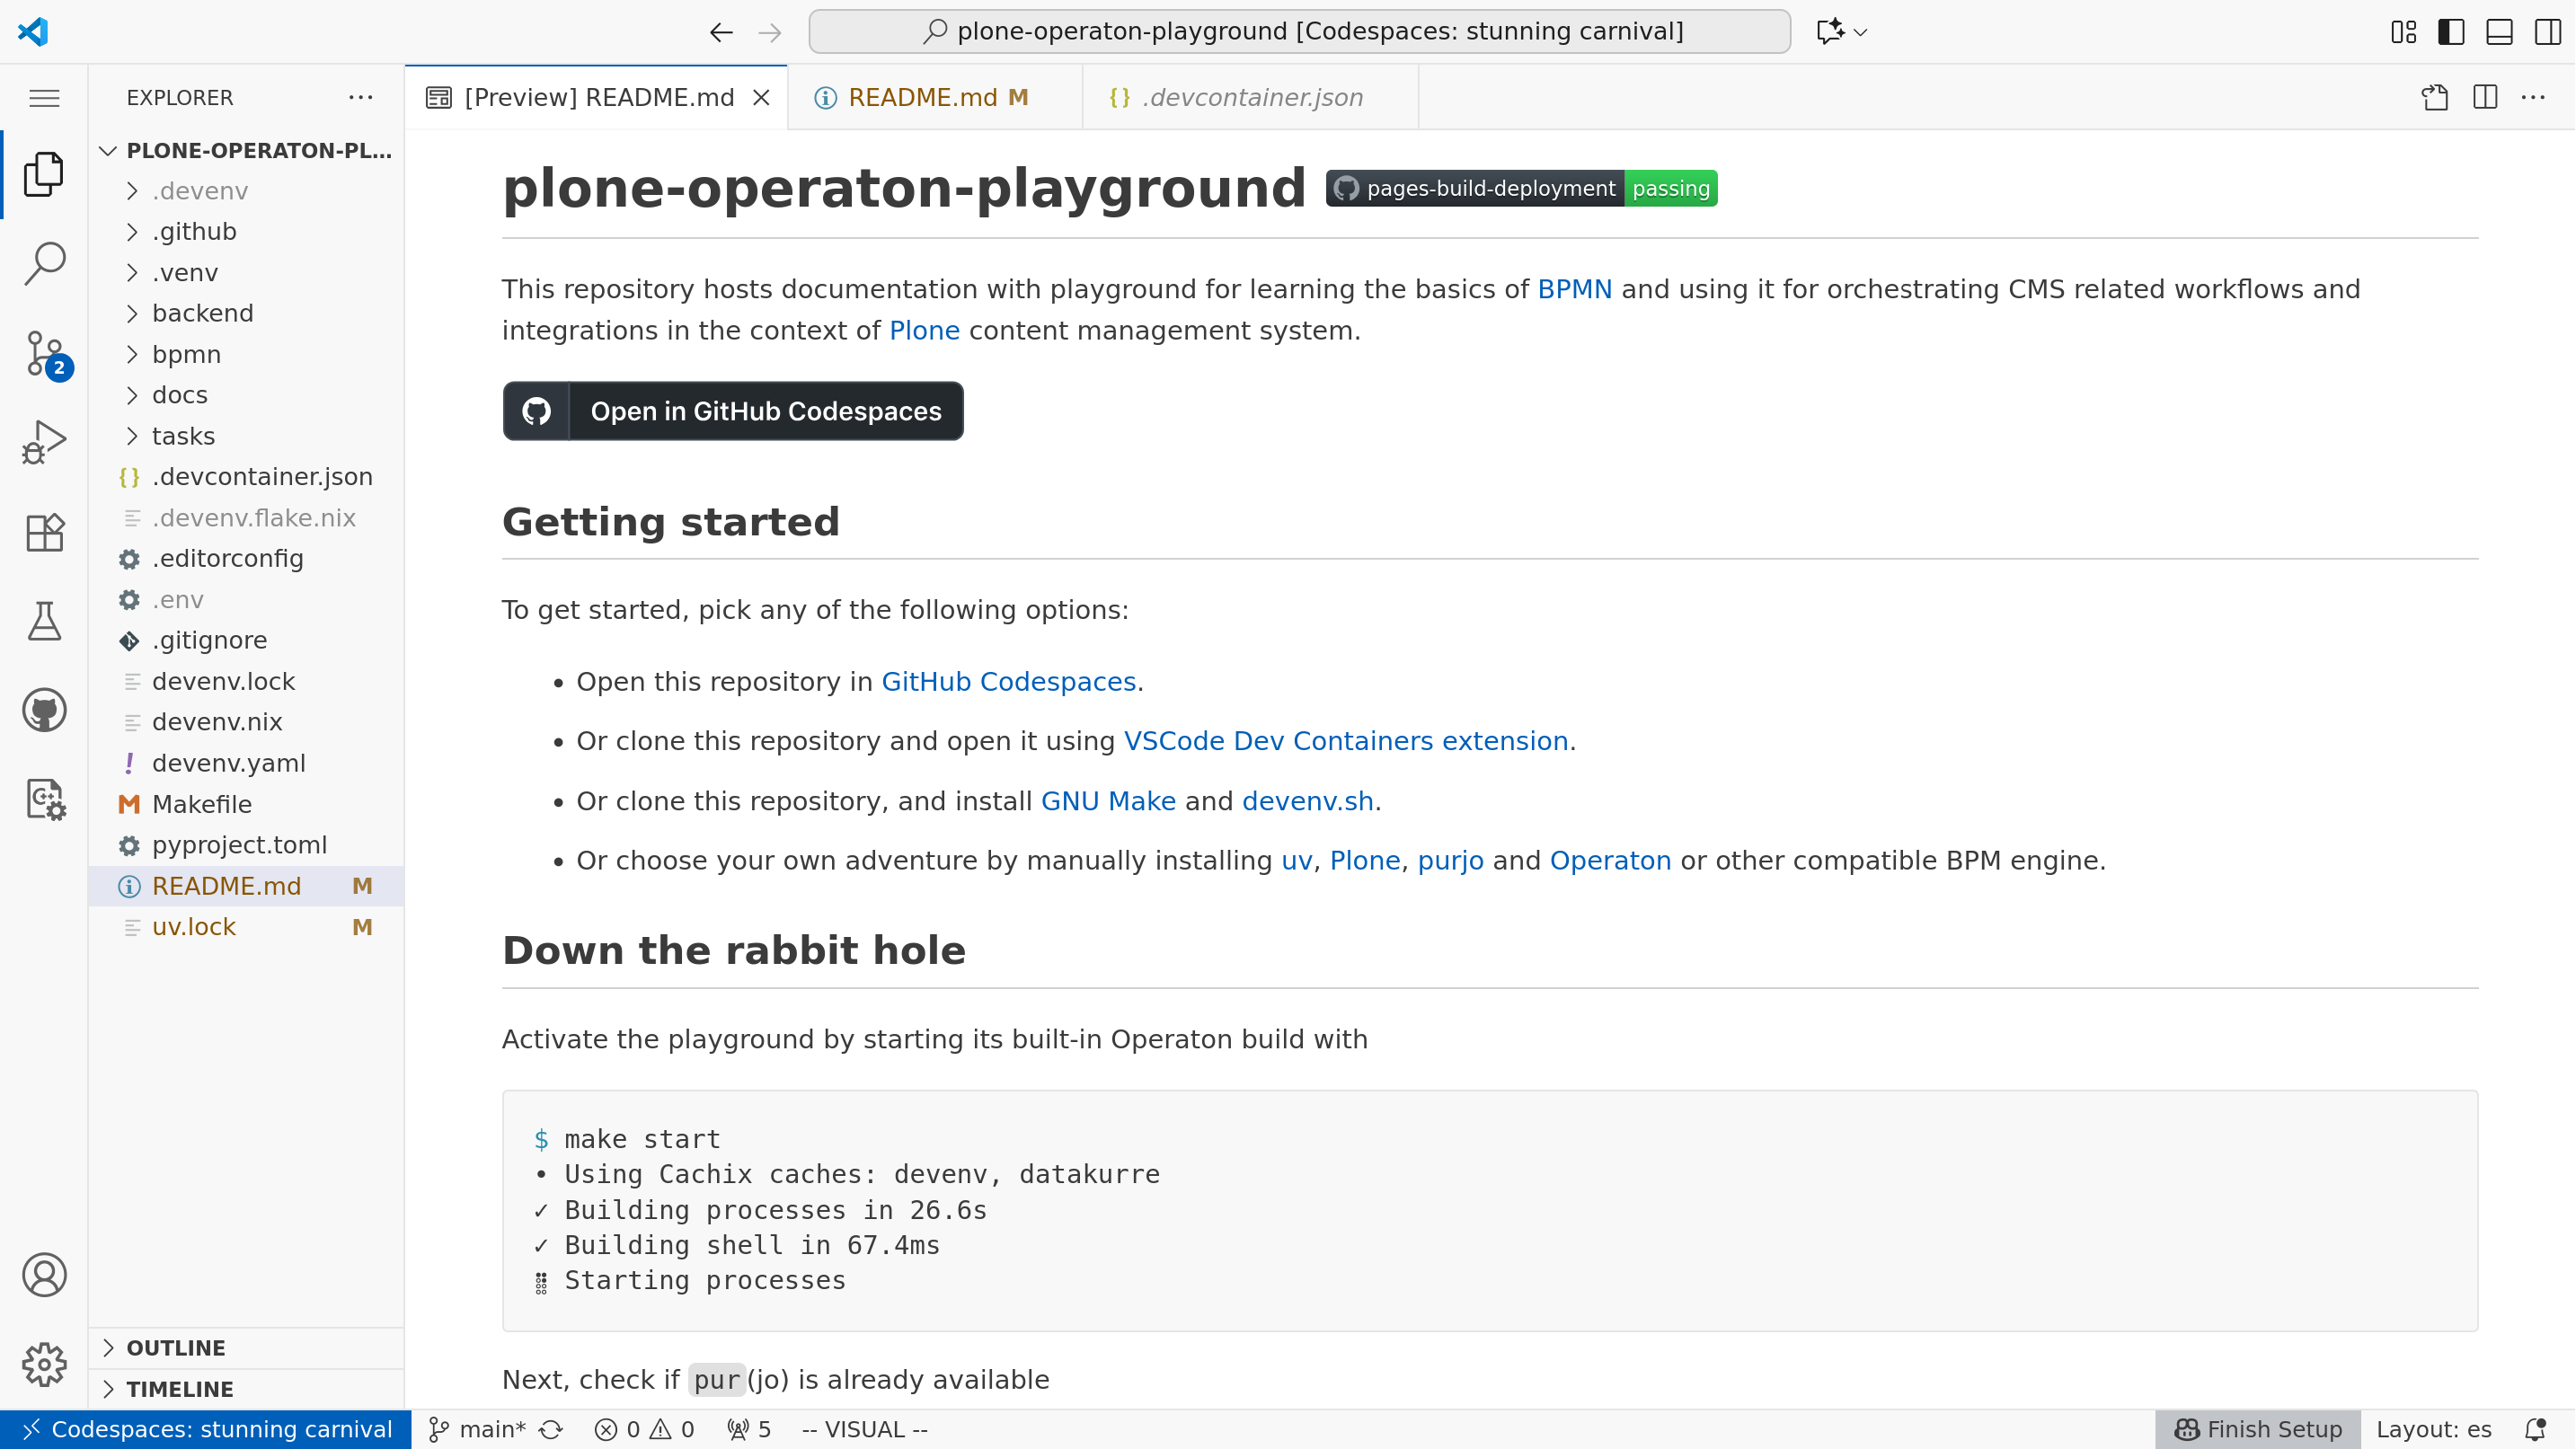 plone-operaton-playground [Codespaces: stunning carnival]
EXPLORER
[Preview] README.md
README.md M
{} .devcontainer.json
PLONE-OPERATON-PL...
.devenv
.github
.venv
backend
bpmn
docs
tasks
{} .devcontainer.json
.devenv.flake.nix
.editorconfig
.env
.gitignore
devenv.lock
devenv.nix
! devenv.yaml
Makefile
pyproject.toml
README.md M
uv.lock M
OUTLINE
TIMELINE
2
plone-operaton-playground pages-build-deployment passing
This repository hosts documentation with playground for learning the basics of BPMN and using it for orchestrating CMS related workflows and
integrations in the context of Plone content management system.
Open in GitHub Codespaces
Getting started
To get started, pick any of the following options:
• Open this repository in GitHub Codespaces.
• Or clone this repository and open it using VSCode Dev Containers extension.
• Or clone this repository, and install GNU Make and devenv.sh.
• Or choose your own adventure by manually installing uv, Plone, purjo and Operaton or other compatible BPM engine.
Down the rabbit hole
Activate the playground by starting its built-in Operaton build with
$ make start
• Using Cachix caches: devenv, datakurre
✓ Building processes in 26.6s
✓ Building shell in 67.4ms
⣿ Starting processes
Next, check if pur(jo) is already available
Codespaces: stunning carnival
main* 0 0 5 -- VISUAL --
Finish Setup Layout: es